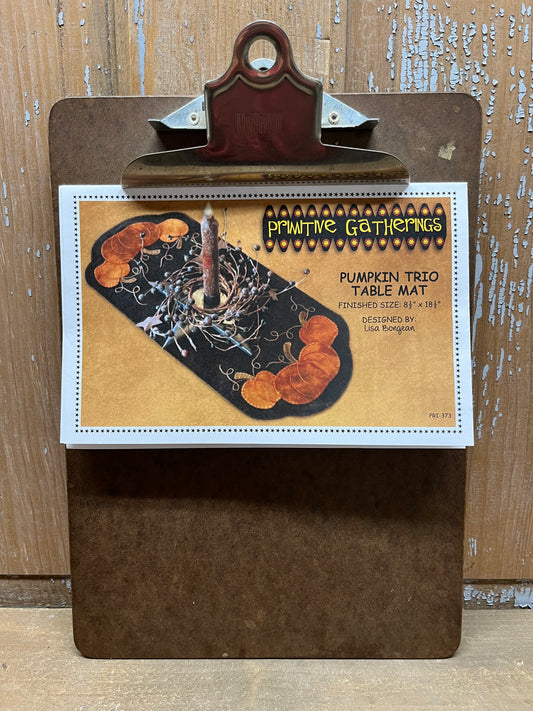 PRIMITIVE GATHERINGS
PUMPKIN TRIO
TABLE MAT
FINISHED SIZE: 8½" x 18½"
DESIGNED BY:
Lisa Bongean
PRI-373